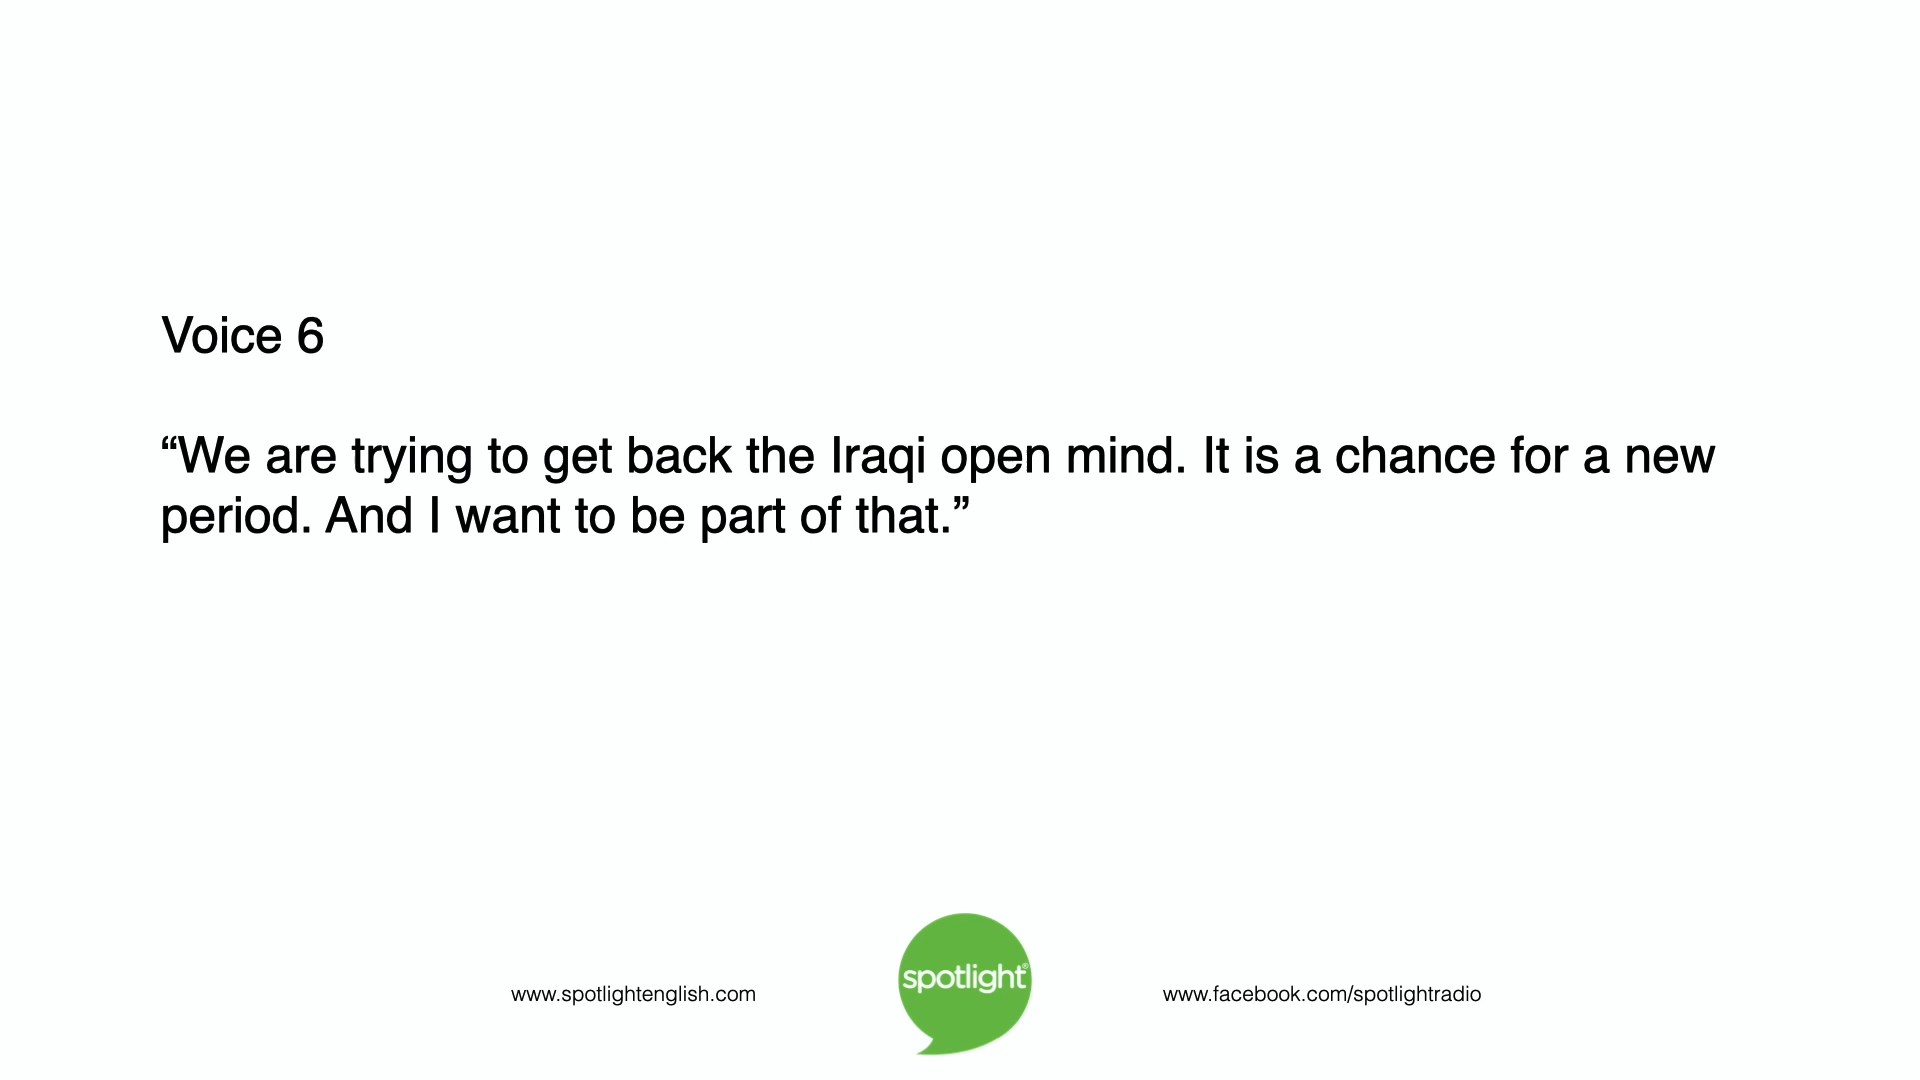 Voice 6
“We are trying to get back the Iraqi open mind. It is a chance for a new
period. And I want to be part of that.”
www.spotlightenglish.com
spotlight®
www.facebook.com/spotlightradio